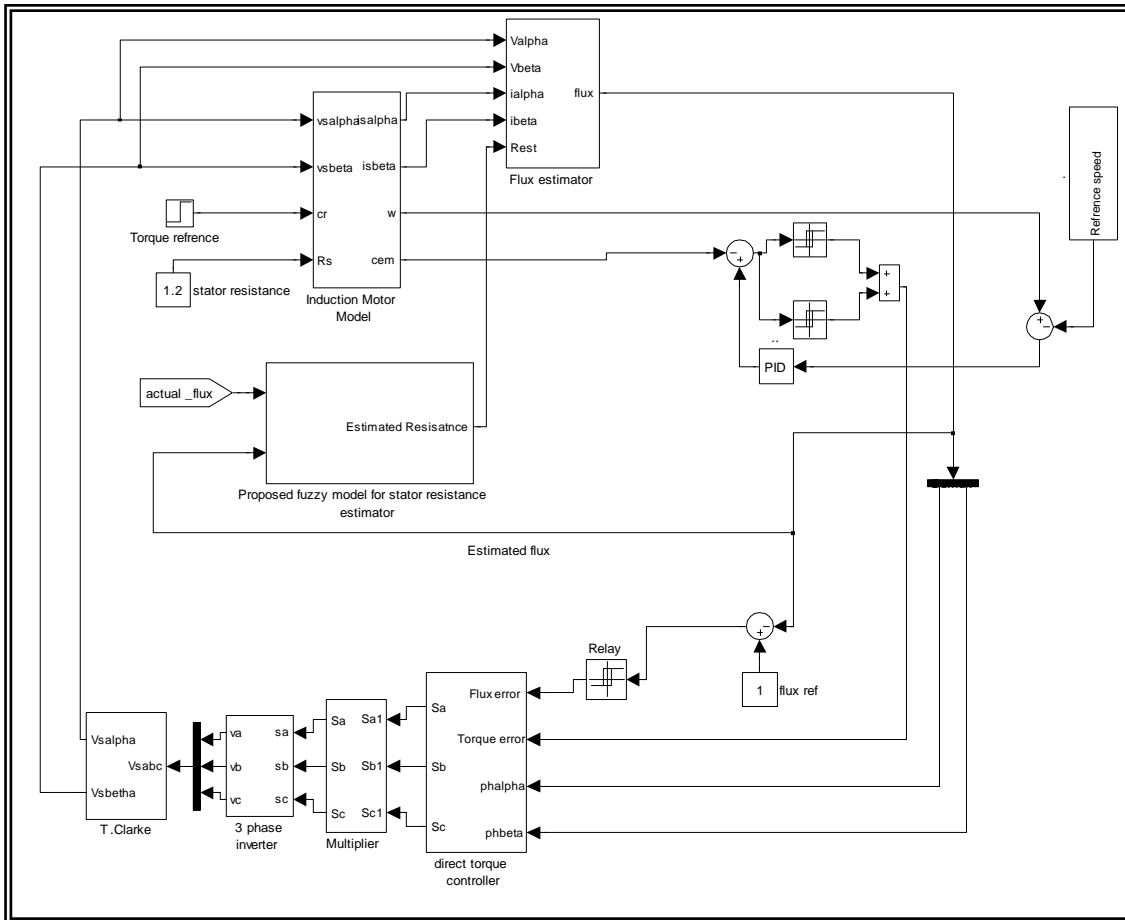 Valpha
Vbeta
ialpha
ibeta
Rest
flux
Flux estimator
vsalpha
isalpha
vsbeta
isbeta
cr
w
Rs
cem
Induction Motor
Model
Torque refrence
1.2
stator resistance
Refrence speed
.
-
+
+
+
+
-
..
PID
actual _flux
Estimated Resisatnce
Proposed fuzzy model for stator resistance
estimator
Estimated flux
-
+
1
flux ref
Relay
Flux error
Torque error
phalpha
phbeta
Sa
Sb
Sc
direct torque
controller
Sa1
Sb1
Sc1
Sa
Sb
Sc
Multiplier
sa
sb
sc
va
vb
vc
3 phase
inverter
Vsalpha
Vsabc
Vsbetha
T.Clarke